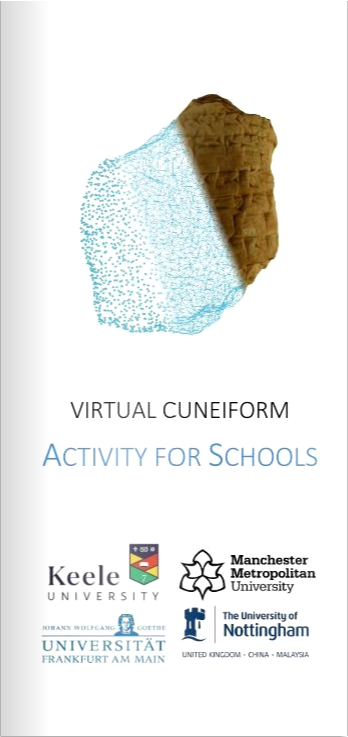 VIRTUAL CUNEIFORM
ACTIVITY FOR SCHOOLS
Keele
UNIVERSITY
Manchester
Metropolitan
University
JOHANN WOLFGANG GOETHE
UNIVERSITÄT
FRANKFURT AM MAIN
The University of
Nottingham
UNITED KINGDOM · CHINA · MALAYSIA